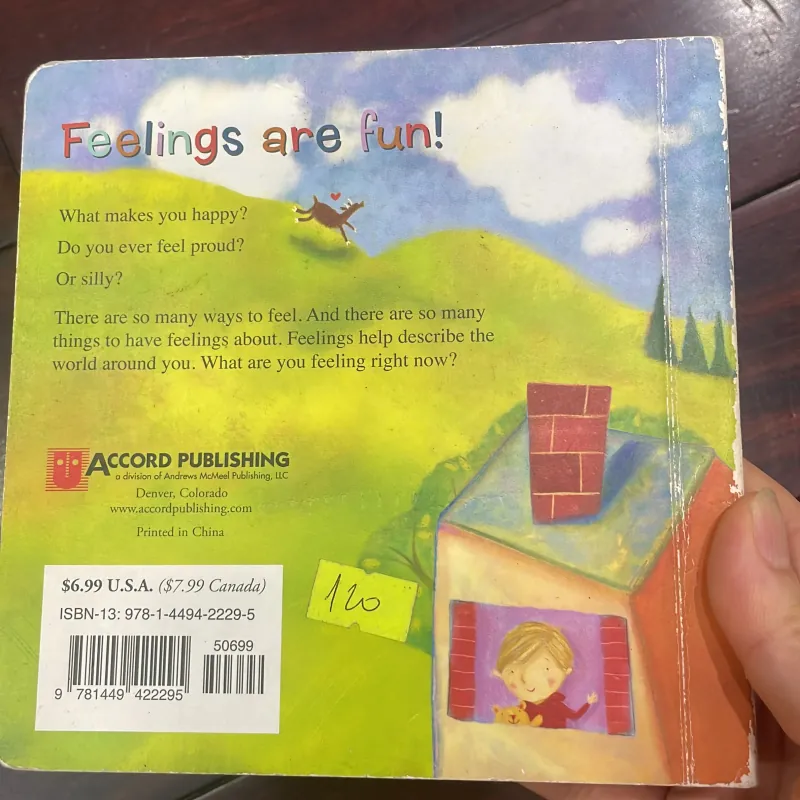 Feelings are fun!
What makes you happy?
Do you ever feel proud?
Or silly?
There are so many ways to feel. And there are so many
things to have feelings about. Feelings help describe the
world around you. What are you feeling right now?
ACCORD PUBLISHING
a division of Andrews McMeel Publishing, LLC
Denver, Colorado
www.accordpublishing.com
Printed in China
$6.99 U.S.A. ($7.99 Canada)
ISBN-13: 978-1-4494-2229-5
50699
9 781449 422295
120